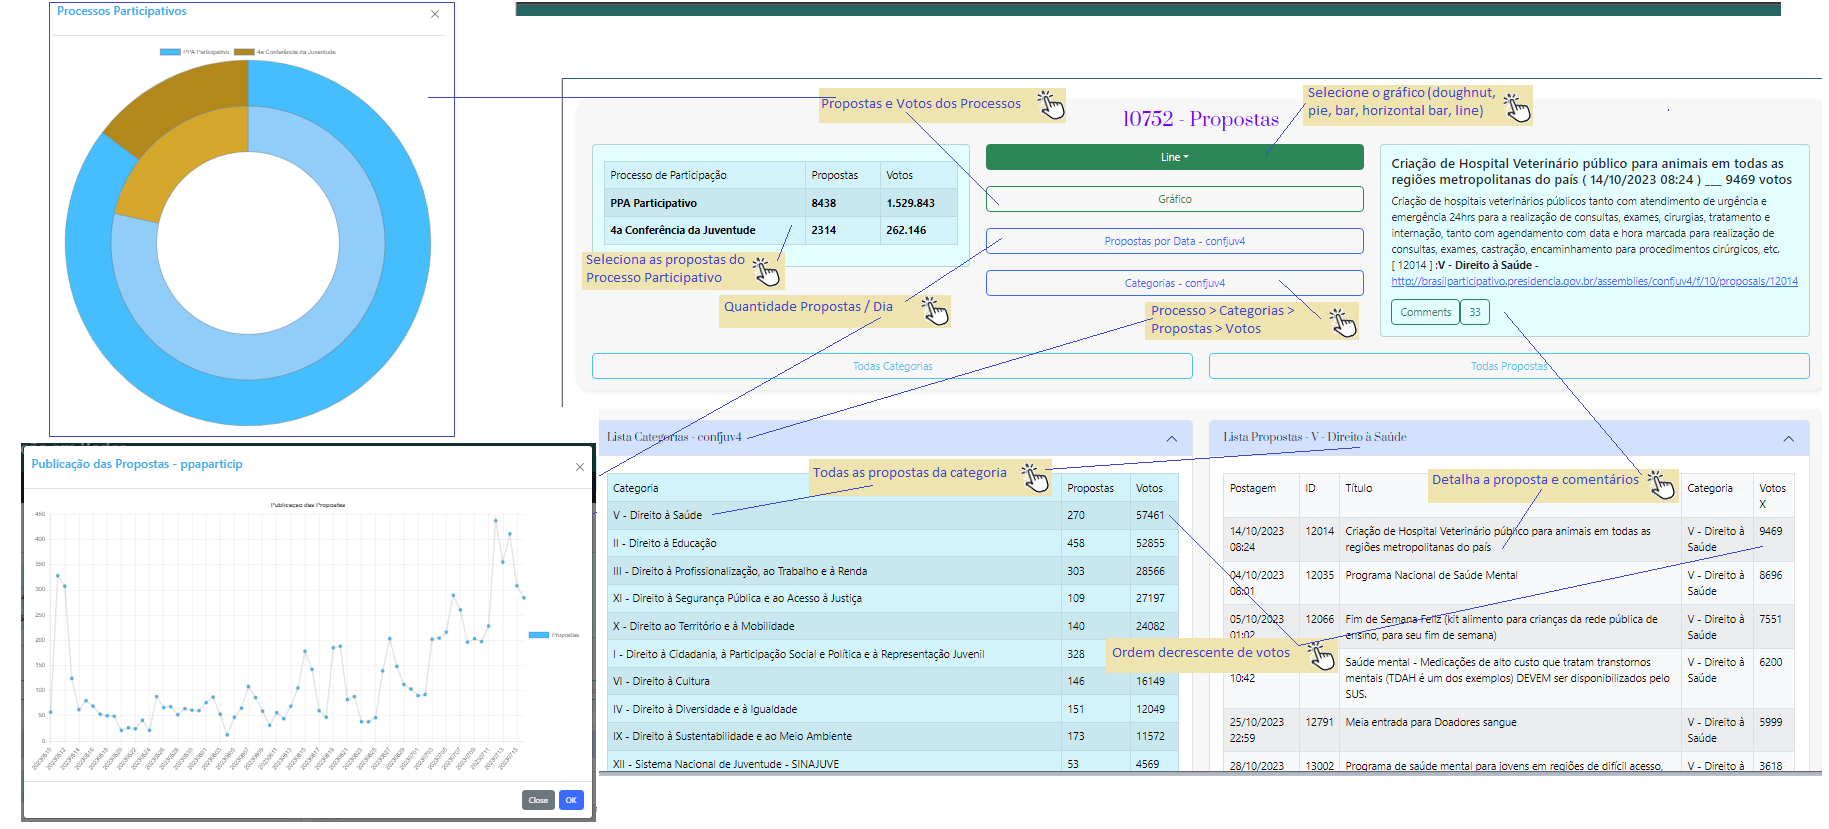 Processos Participativos
PPA Participativo
4a Conferência da Juventude
Propostas e Votos dos Processos
10752 - Propostas
Selecione o gráfico (doughnut,
pie, bar, horizontal bar, line)
Processo de Participação Propostas Votos
PPA Participativo 8438 1.529.843
4a Conferência da Juventude 2314 262.146
Seleciona as propostas do
Processo Participativo
Quantidade Propostas / Dia
Line
Gráfico
Propostas por Data - confjuv4
Categorias - confjuv4
Processo > Categorias >
Propostas > Votos
Criação de Hospital Veterinário público para animais em todas as
regiões metropolitanas do país ( 14/10/2023 08:24 ) ___ 9469 votos
Criação de hospitais veterinários públicos tanto com atendimento de urgência e
emergência 24hrs para a realização de consultas, exames, cirurgias, tratamento e
internação, tanto com agendamento com data e hora marcada para realização de
consultas, exames, castração, encaminhamento para procedimentos cirúrgicos, etc.
[ 12014 ] :V - Direito à Saúde -
http://brasilparticipativo.presidencia.gov.br/assemblies/confjuv4/f/10/proposals/12014
Comments 33
Todas Categorias
Todas Propostas
Lista Categorias - confjuv4
Todas as propostas da categoria
Categoria Propostas Votos
V - Direito à Saúde 270 57461
II - Direito à Educação 458 52855
III - Direito à Profissionalização, ao Trabalho e à Renda 303 28566
XI - Direito à Segurança Pública e ao Acesso à Justiça 109 27197
X - Direito ao Território e à Mobilidade 140 24082
I - Direito à Cidadania, à Participação Social e Política e à Representação Juvenil 328
VI - Direito à Cultura 146 16149
IV - Direito à Diversidade e à Igualdade 151 12049
IX - Direito à Sustentabilidade e ao Meio Ambiente 173 11572
XII - Sistema Nacional de Juventude - SINAJUVE 53 4569
Ordem decrescente de votos
Lista Propostas - V - Direito à Saúde
Detalha a proposta e comentários
Postagem ID Título Categoria Votos
X
14/10/2023 12014 Criação de Hospital Veterinário público para animais em todas as V - Direito à 9469
08:24 regiões metropolitanas do país Saúde
04/10/2023 12035 Programa Nacional de Saúde Mental V - Direito à 8696
08:01 Saúde
05/10/2023 12066 Fim de Semana Feliz (kit alimento para crianças da rede pública de V - Direito à 7551
01:02 ensino, para seu fim de semana) Saúde
Saúde mental - Medicações de alto custo que tratam transtornos V - Direito à 6200
10:42 mentais (TDAH é um dos exemplos) DEVEM ser disponibilizados pelo Saúde
SUS.
25/10/2023 12791 Meia entrada para Doadores sangue V - Direito à 5999
22:59 Saúde
28/10/2023 13002 Programa de saúde mental para jovens em regiões de difícil acesso, V - Direito à 3618
Publicação das Propostas - ppaparticip
Publicação das Propostas
450
400
350
300
250
200
150
100
50
0
Propostas
Close OK